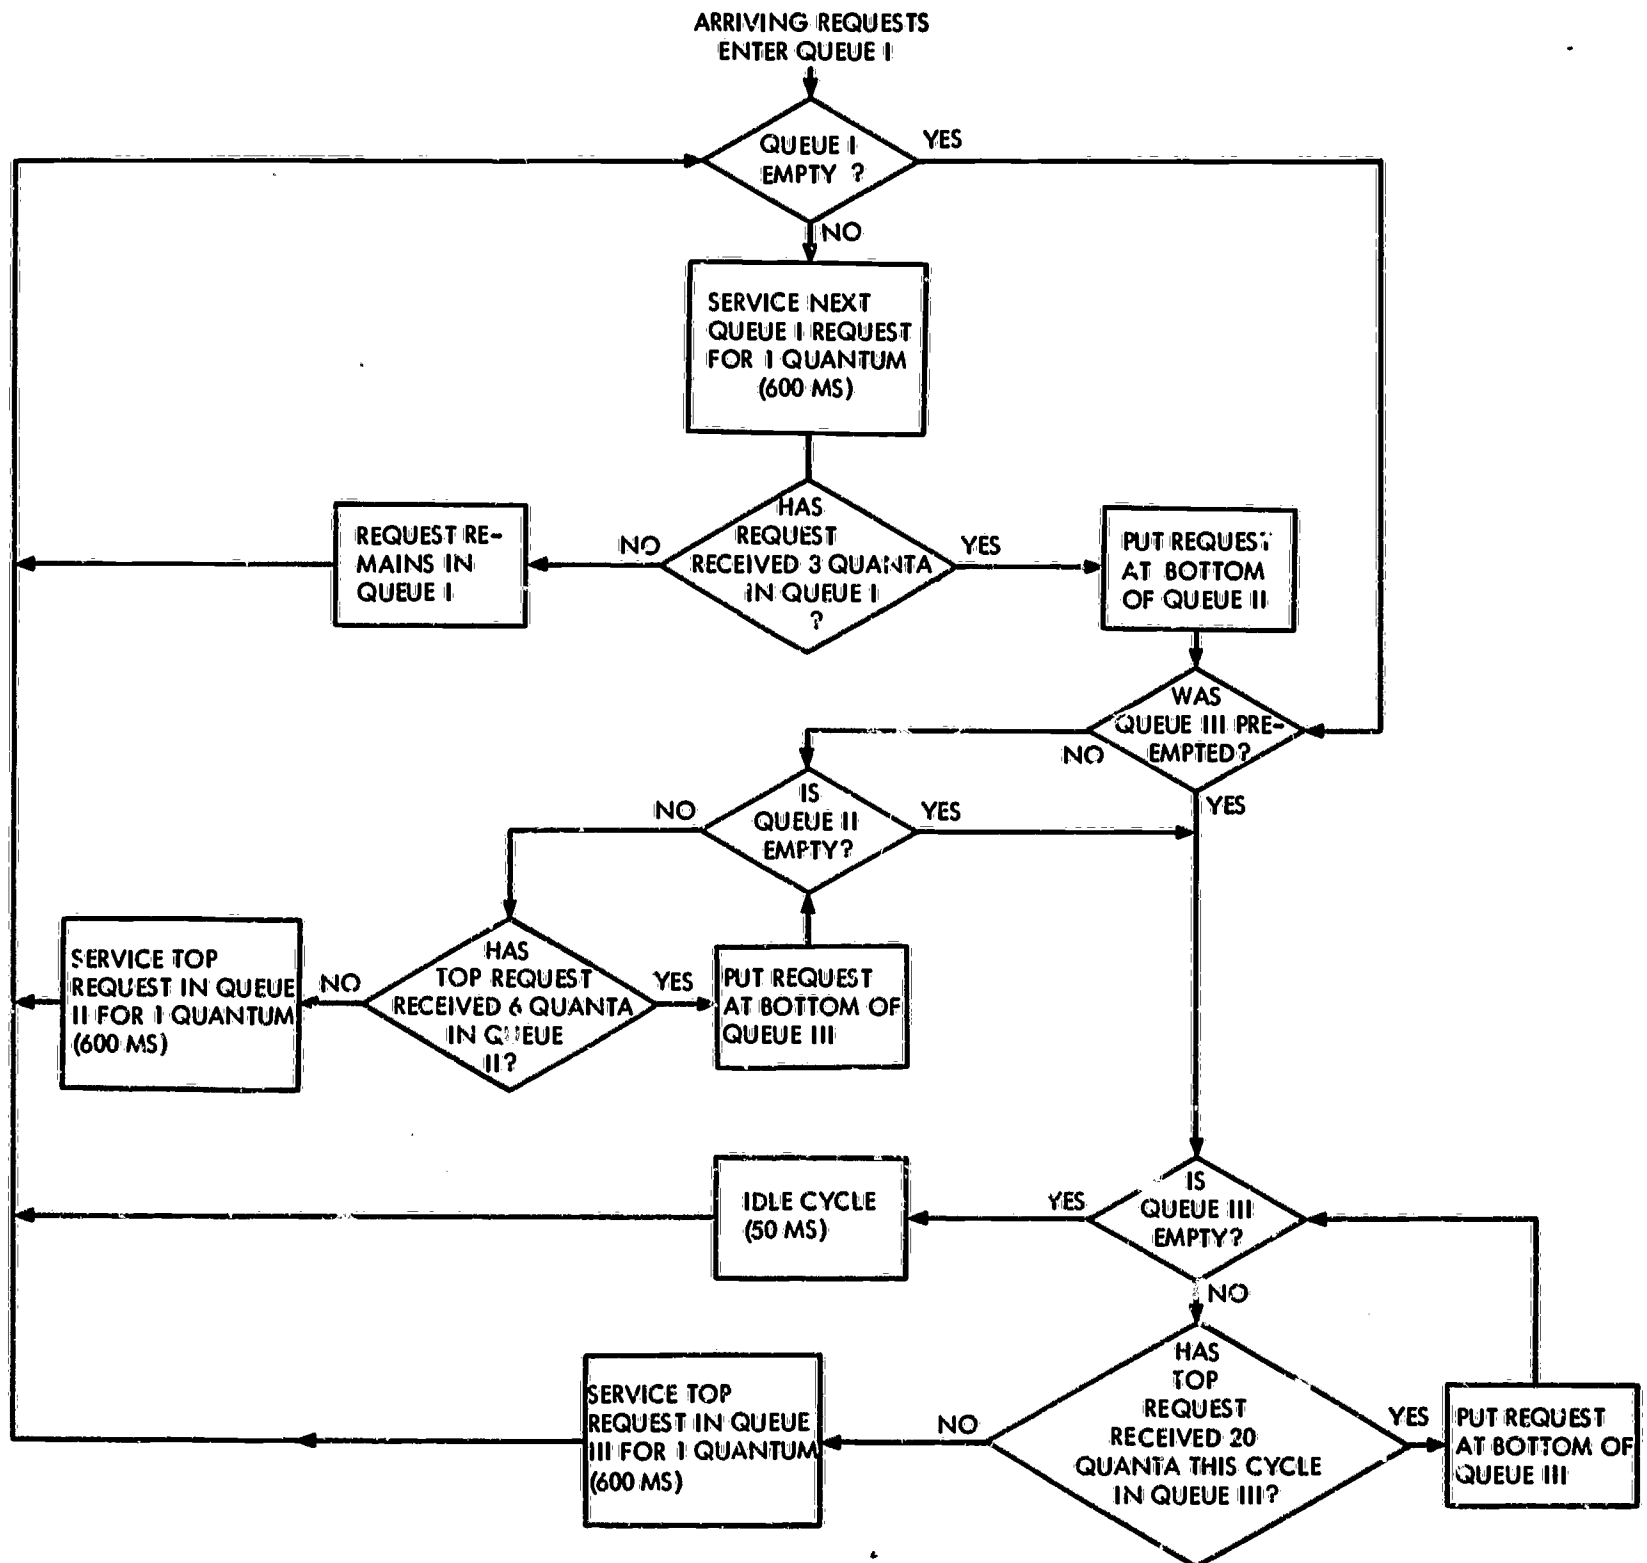 ARRIVING REQUESTS
ENTER QUEUE I
QUEUE I
EMPTY ?
YES
NO
SERVICE NEXT
QUEUE I REQUEST
FOR 1 QUANTUM
(600 MS)
HAS
REQUEST
RECEIVED 3 QUANTA
IN QUEUE I
?
NO
YES
REQUEST RE-
MAINS IN
QUEUE I
PUT REQUEST
AT BOTTOM
OF QUEUE II
WAS
QUEUE III PRE-
EMPTED?
NO
YES
IS
QUEUE II
EMPTY?
NO
YES
HAS
TOP REQUEST
RECEIVED 6 QUANTA
IN QUEUE
II?
NO
YES
SERVICE TOP
REQUEST IN QUEUE
II FOR 1 QUANTUM
(600 MS)
PUT REQUEST
AT BOTTOM OF
QUEUE III
IS
QUEUE III
EMPTY?
YES
NO
IDLE CYCLE
(50 MS)
HAS
TOP
REQUEST
RECEIVED 20
QUANTA THIS CYCLE
IN QUEUE III?
NO
YES
SERVICE TOP
REQUEST IN QUEUE
III FOR 1 QUANTUM
(600 MS)
PUT REQUEST
AT BOTTOM OF
QUEUE III